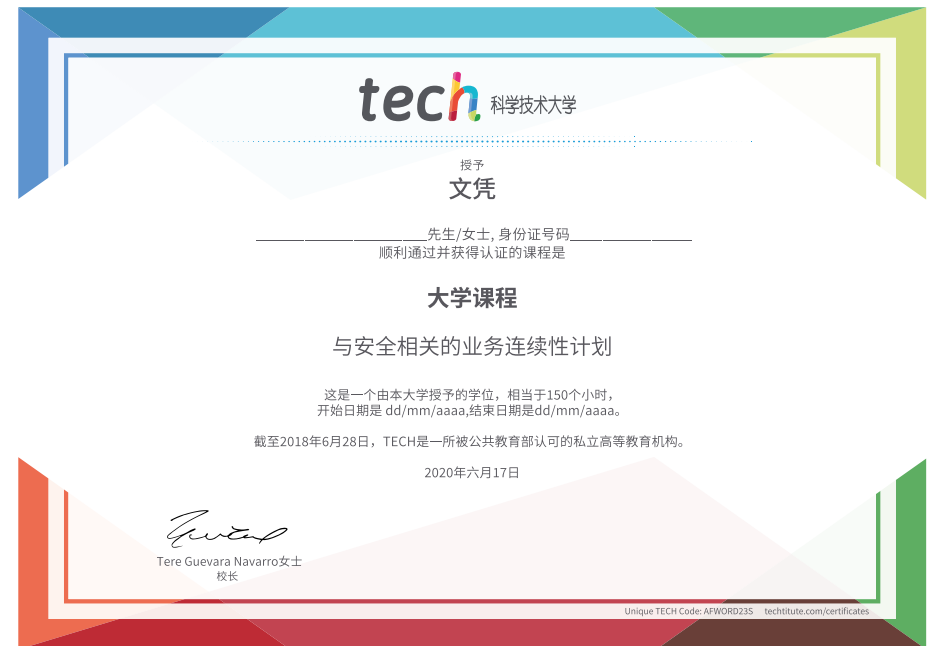 tech 科学技术大学
授予
文凭
_____________________先生/女士, 身份证号码_______________
顺利通过并获得认证的课程是
大学课程
与安全相关的业务连续性计划
这是一个由本大学授予的学位，相当于150个小时，
开始日期是 dd/mm/aaaa,结束日期是dd/mm/aaaa。
截至2018年6月28日，TECH是一所被公共教育部认可的私立高等教育机构。
2020年六月17日
Tere Guevara Navarro女士
校长
Unique TECH Code: AFWORD23S techtitute.com/certificates